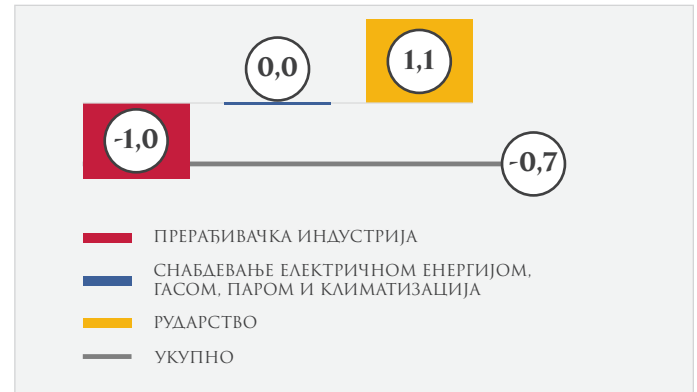 0,0
1,1
-1,0
-0,7
ПРЕРАЂИВАЧКА ИНДУСТРИЈА
СНАБДЕВАЊЕ ЕЛЕКТРИЧНОМ ЕНЕРГИЈОМ,
ГАСОМ, ПАРОМ И КЛИМАТИЗАЦИЈА
РУДАРСТВО
УКУПНО